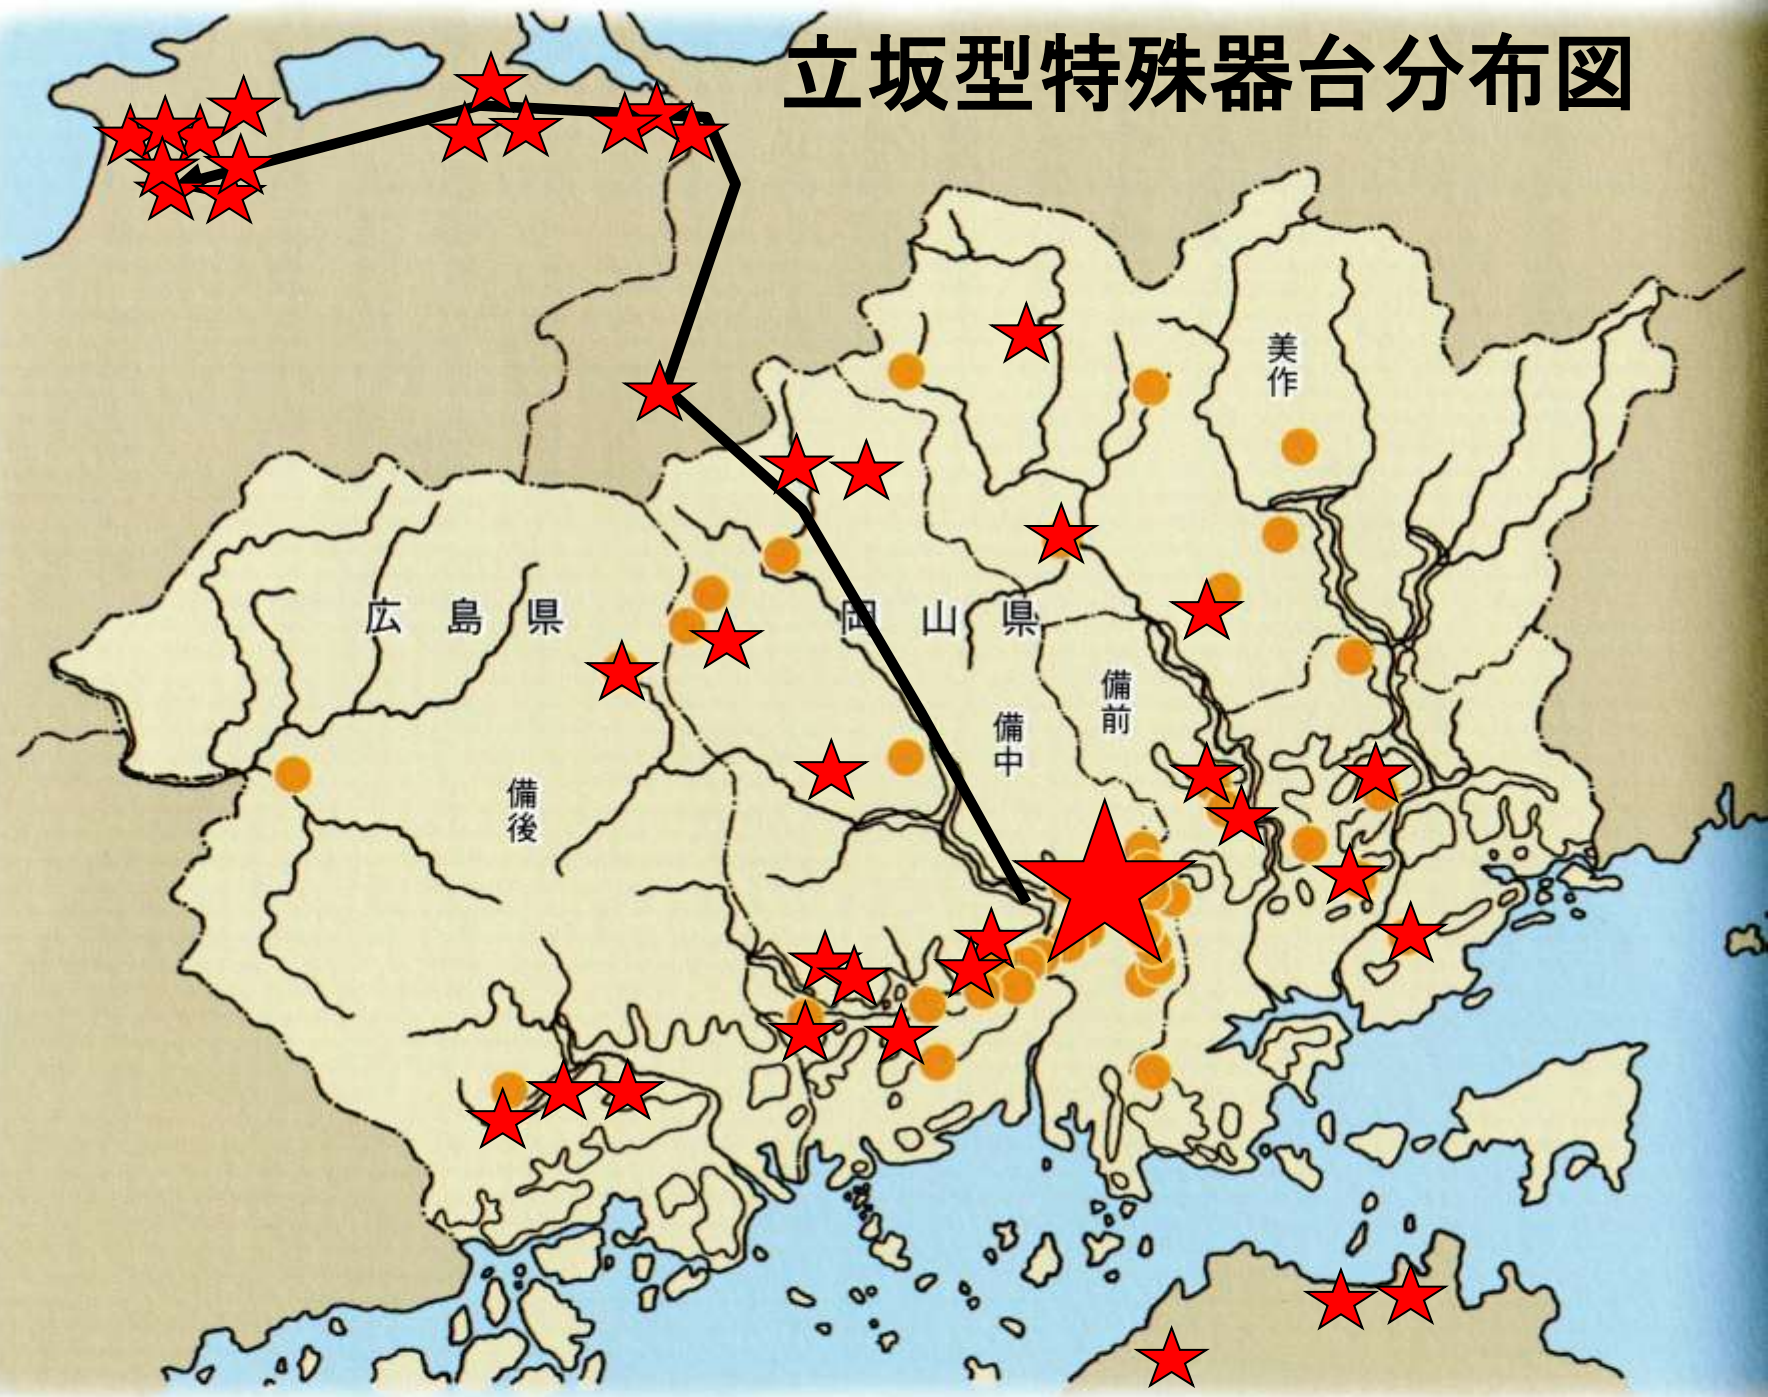 立坂型特殊器台分布図
美作
広島県
岡山県
備前
備中
備後